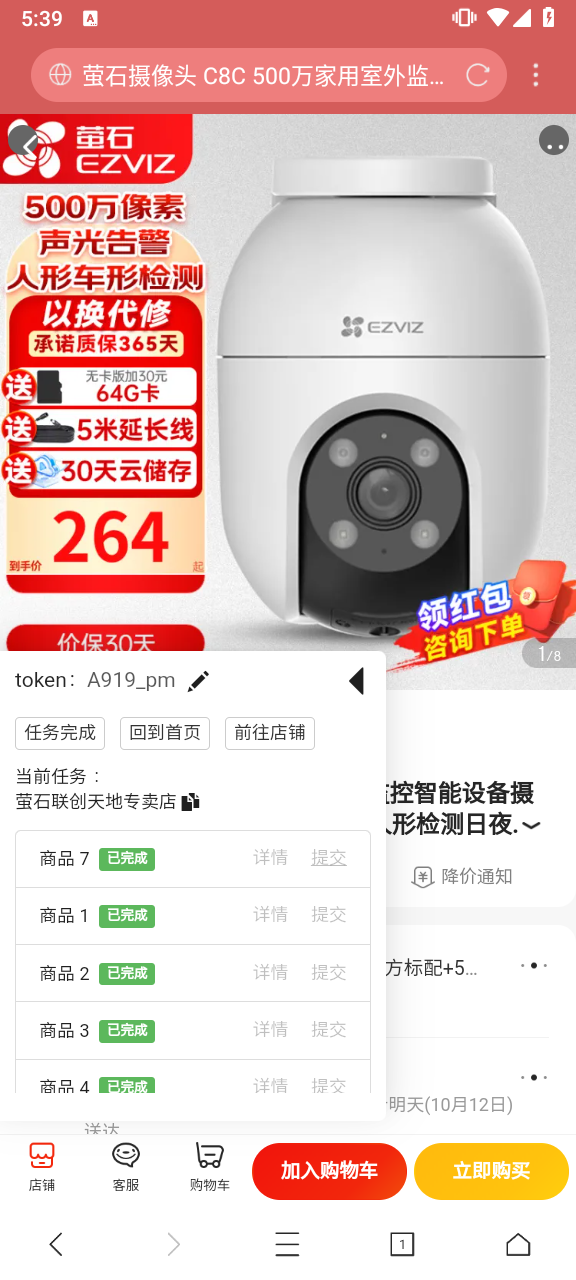 5:39
A
萤石摄像头 C8C 500万家用室外监...
萤石
EZVIZ
500万像素
声光告警
人形车形检测
以换代修
承诺质保365天
送
无卡版加30元
64G卡
送
5米延长线
送
30天云储存
到手价 264 起
价保30天
EZVIZ
领红包
咨询下单
1/8
token: A919_pm
任务完成
回到首页
前往店铺
当前任务：
萤石联创天地专卖店
商品 7 已完成 详情 提交
商品 1 已完成 详情 提交
商品 2 已完成 详情 提交
商品 3 已完成 详情 提交
商品 4 已完成 详情 提交
监控智能设备摄
人形检测日夜.
降价通知
方标配+5...
明天(10月12日)
送达
店铺
客服
购物车
加入购物车
立即购买
1